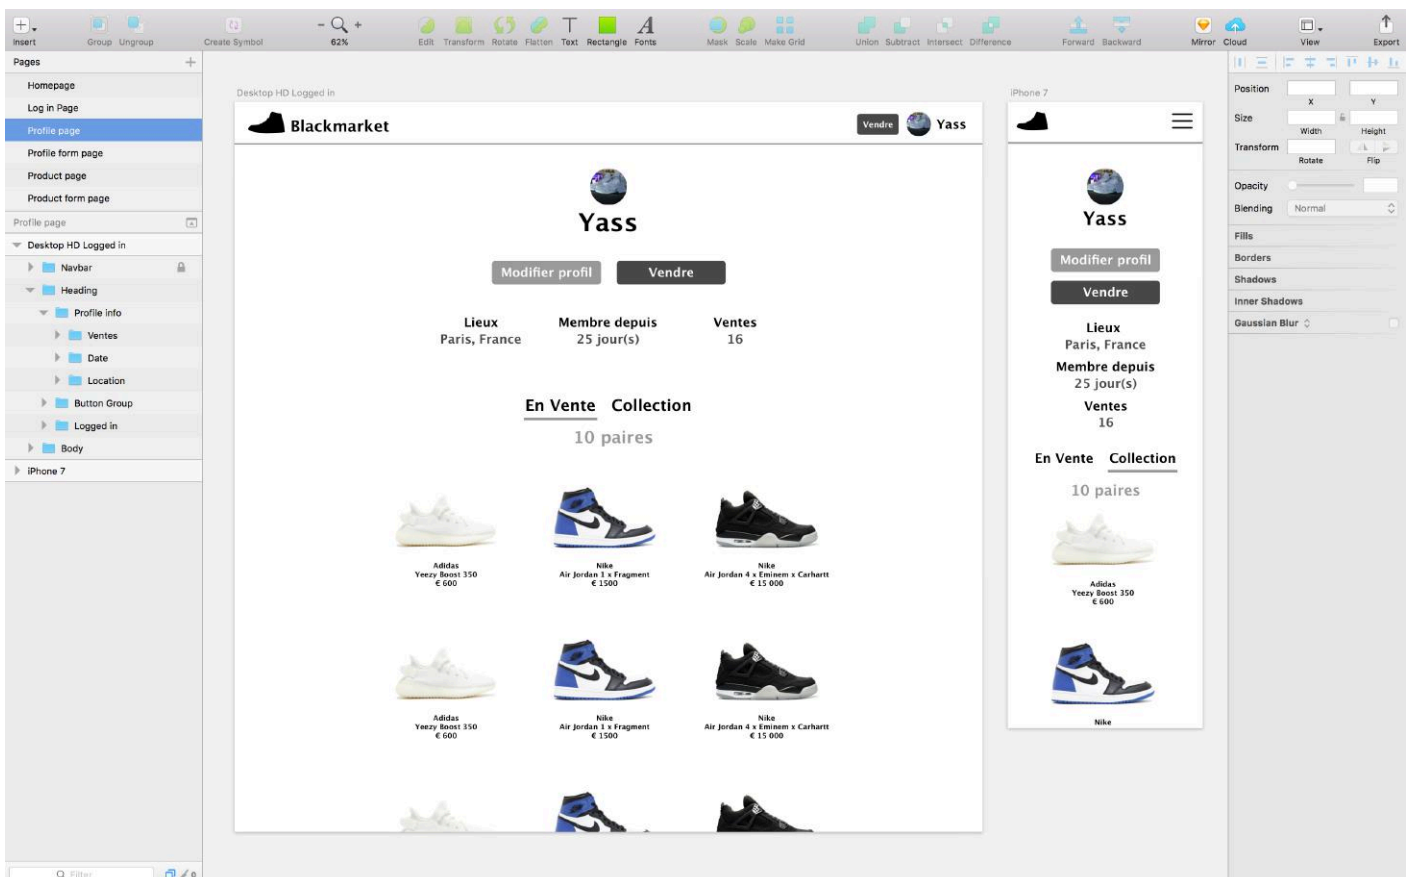 Insert
Group Ungroup
Create Symbol
- +
62%
Edit Transform Rotate Flatten Text Rectangle Fonts
Mask Scale Make Grid
Union Subtract Intersect Difference
Forward Backward
Mirror Cloud
View
Export
Pages
Homepage
Log in Page
Profile page
Profile form page
Product page
Product form page
Profile page
Desktop HD Logged in
Navbar
Heading
Profile info
Ventes
Date
Location
Button Group
Logged in
Body
iPhone 7
Filter
0
Desktop HD Logged in
Blackmarket
Vendre
Yass
Yass
Modifier profil Vendre
Lieux Membre depuis Ventes
Paris, France 25 jour(s) 16
En Vente Collection
10 paires
Adidas
Yeezy Boost 350
€ 600
Nike
Air Jordan 1 x Fragment
€ 1500
Nike
Air Jordan 4 x Eminem x Carhartt
€ 15 000
Adidas
Yeezy Boost 350
€ 600
Nike
Air Jordan 1 x Fragment
€ 1500
Nike
Air Jordan 4 x Eminem x Carhartt
€ 15 000
iPhone 7
Yass
Modifier profil
Vendre
Lieux
Paris, France
Membre depuis
25 jour(s)
Ventes
16
En Vente Collection
10 paires
Adidas
Yeezy Boost 350
€ 600
Nike
Position
X Y
Size
Width Height
Transform
Rotate Flip
Opacity
Blending Normal
Fills
Borders
Shadows
Inner Shadows
Gaussian Blur